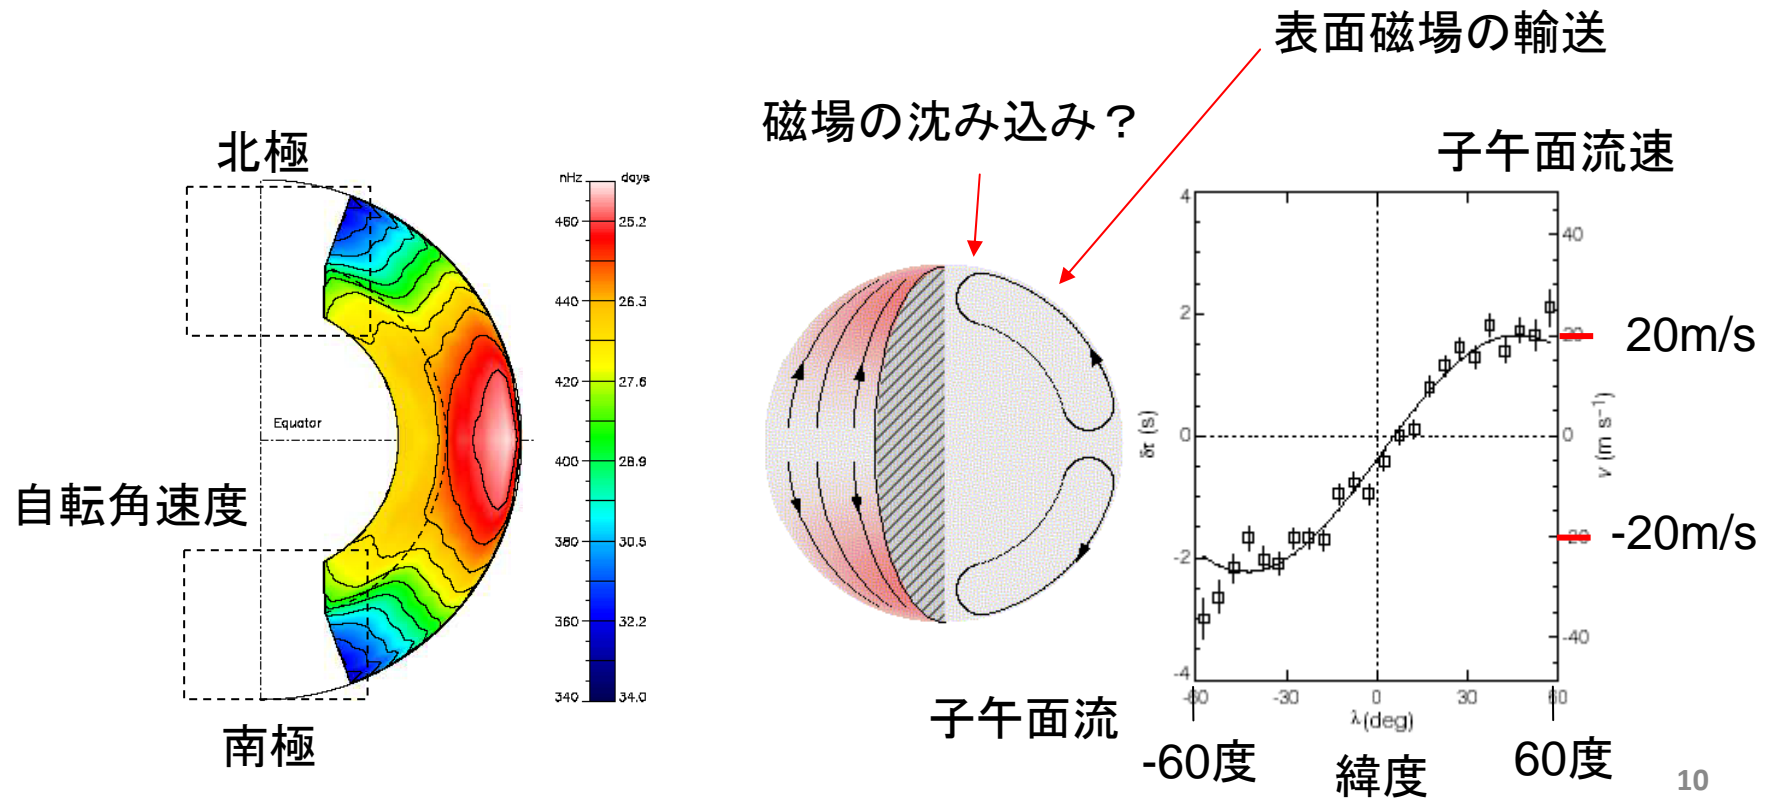 表面磁場の輸送
磁場の沈み込み？
北極
子午面流速
nHz days
460 25.2
440 26.3
420 27.6
400 28.9
380 30.5
360 32.2
340 34.0
Equator
自転角速度
南極
子午面流
4
2
0
-2
-4
δτ (s)
40
20
0
-20
-40
v (m s⁻¹)
20m/s
-20m/s
-60 -30 0 30 60
λ(deg)
-60度
緯度
60度
10